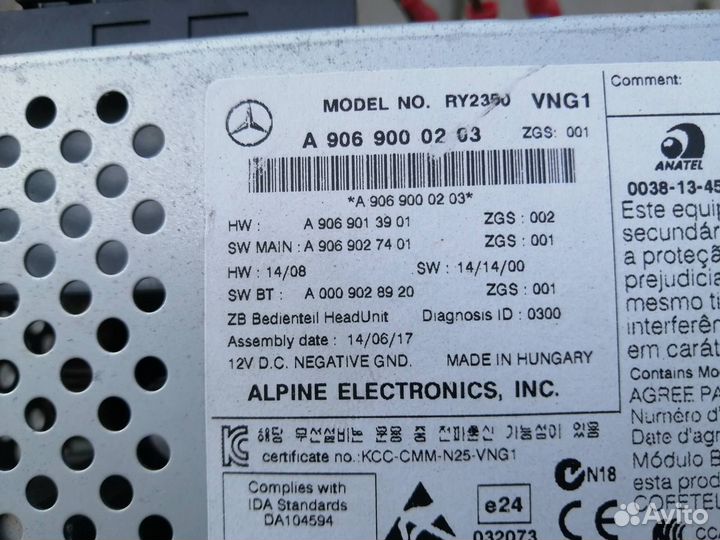 MODEL NO. RY2350 VNG1
A 906 900 02 03 ZGS: 001
*A 906 900 0203*
HW : A 906 901 39 01 ZGS : 002
SW MAIN : A 906 902 74 01 ZGS : 001
HW : 14/08 SW : 14/14/00
SW BT : A 000 902 89 20 ZGS : 001
ZB Bedienteil HeadUnit Diagnosis ID : 0300
Assembly date : 14/06/17
12V D.C. NEGATIVE GND. MADE IN HUNGARY
ALPINE ELECTRONICS, INC.
해당 무선설비는 운용 중 전파혼신 가능성이 있음
certificate no.:KCC-CMM-N25-VNG1
Complies with
IDA Standards
DA104594
e24
032073
N18
CE
Comment:
ANATEL
0038-13-45
Este equi
secundár
a proteçã
prejudicia
mesmo ti
interferên
em carát
Contains Mo
AGREE PA
Numéro d
Date d'agr
Módulo B
esta prod
COFETEL
CC
Avito